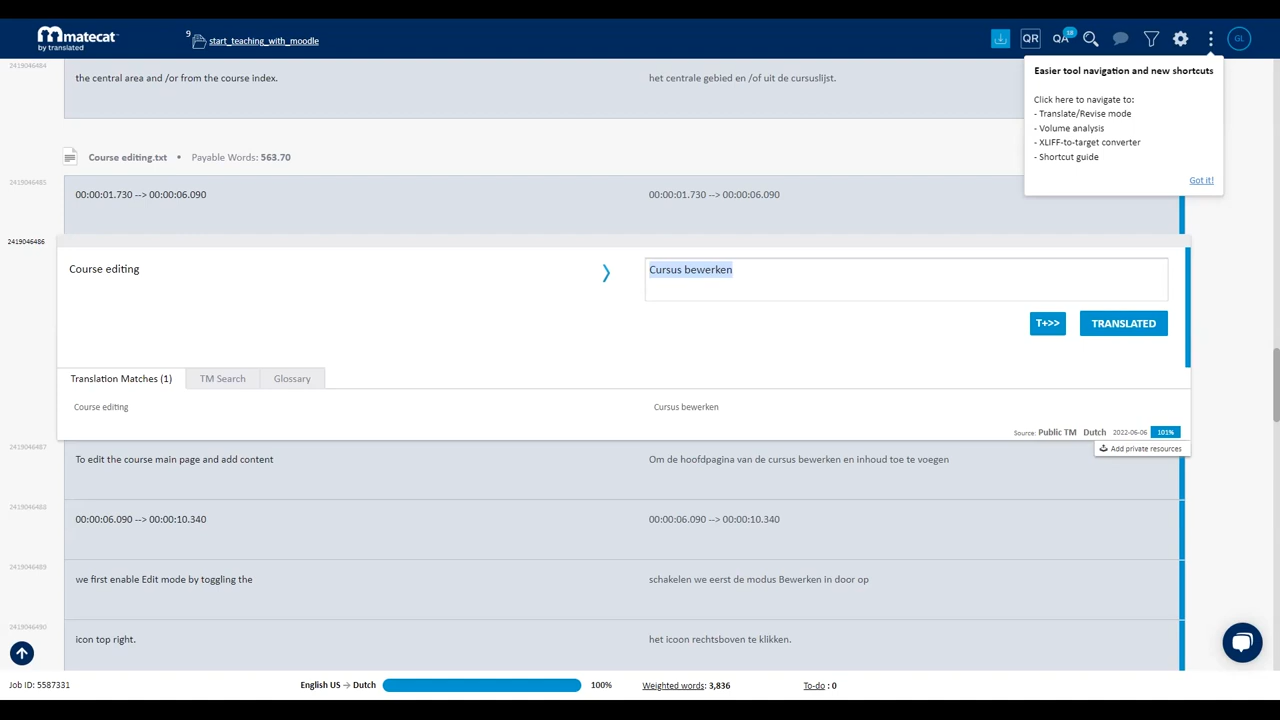 matecat
by translated
9
start_teaching_with_moodle
QR
QA
18
GL
2419046484
the central area and /or from the course index.
het centrale gebied en /of uit de cursuslijst.
Easier tool navigation and new shortcuts
Click here to navigate to:
- Translate/Revise mode
- Volume analysis
- XLIFF-to-target converter
- Shortcut guide
Got it!
Course editing.txt • Payable Words: 563.70
2419046485
00:00:01.730 --> 00:00:06.090
00:00:01.730 --> 00:00:06.090
2419046486
Course editing
Cursus bewerken
T+>>
TRANSLATED
Translation Matches (1)
TM Search
Glossary
Course editing
Cursus bewerken
Source: Public TM Dutch 2022-06-06 101%
Add private resources
2419046487
To edit the course main page and add content
Om de hoofdpagina van de cursus bewerken en inhoud toe te voegen
2419046488
00:00:06.090 --> 00:00:10.340
00:00:06.090 --> 00:00:10.340
2419046489
we first enable Edit mode by toggling the
schakelen we eerst de modus Bewerken in door op
2419046490
icon top right.
het icoon rechtsboven te klikken.
Job ID: 5587331
English US → Dutch
100%
Weighted words: 3,836
To-do : 0